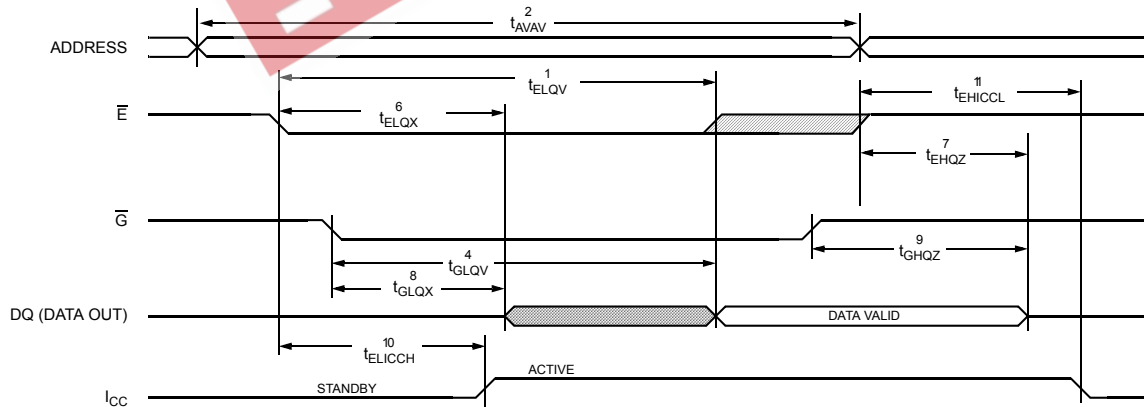 2
tAVAV
ADDRESS
1
tELQV
11
tEHICCL
6
tELQX
E
7
tEHQZ
G
9
tGHQZ
4
tGLQV
8
tGLQX
DQ (DATA OUT)
DATA VALID
10
tELICCH
ACTIVE
STANDBY
ICC